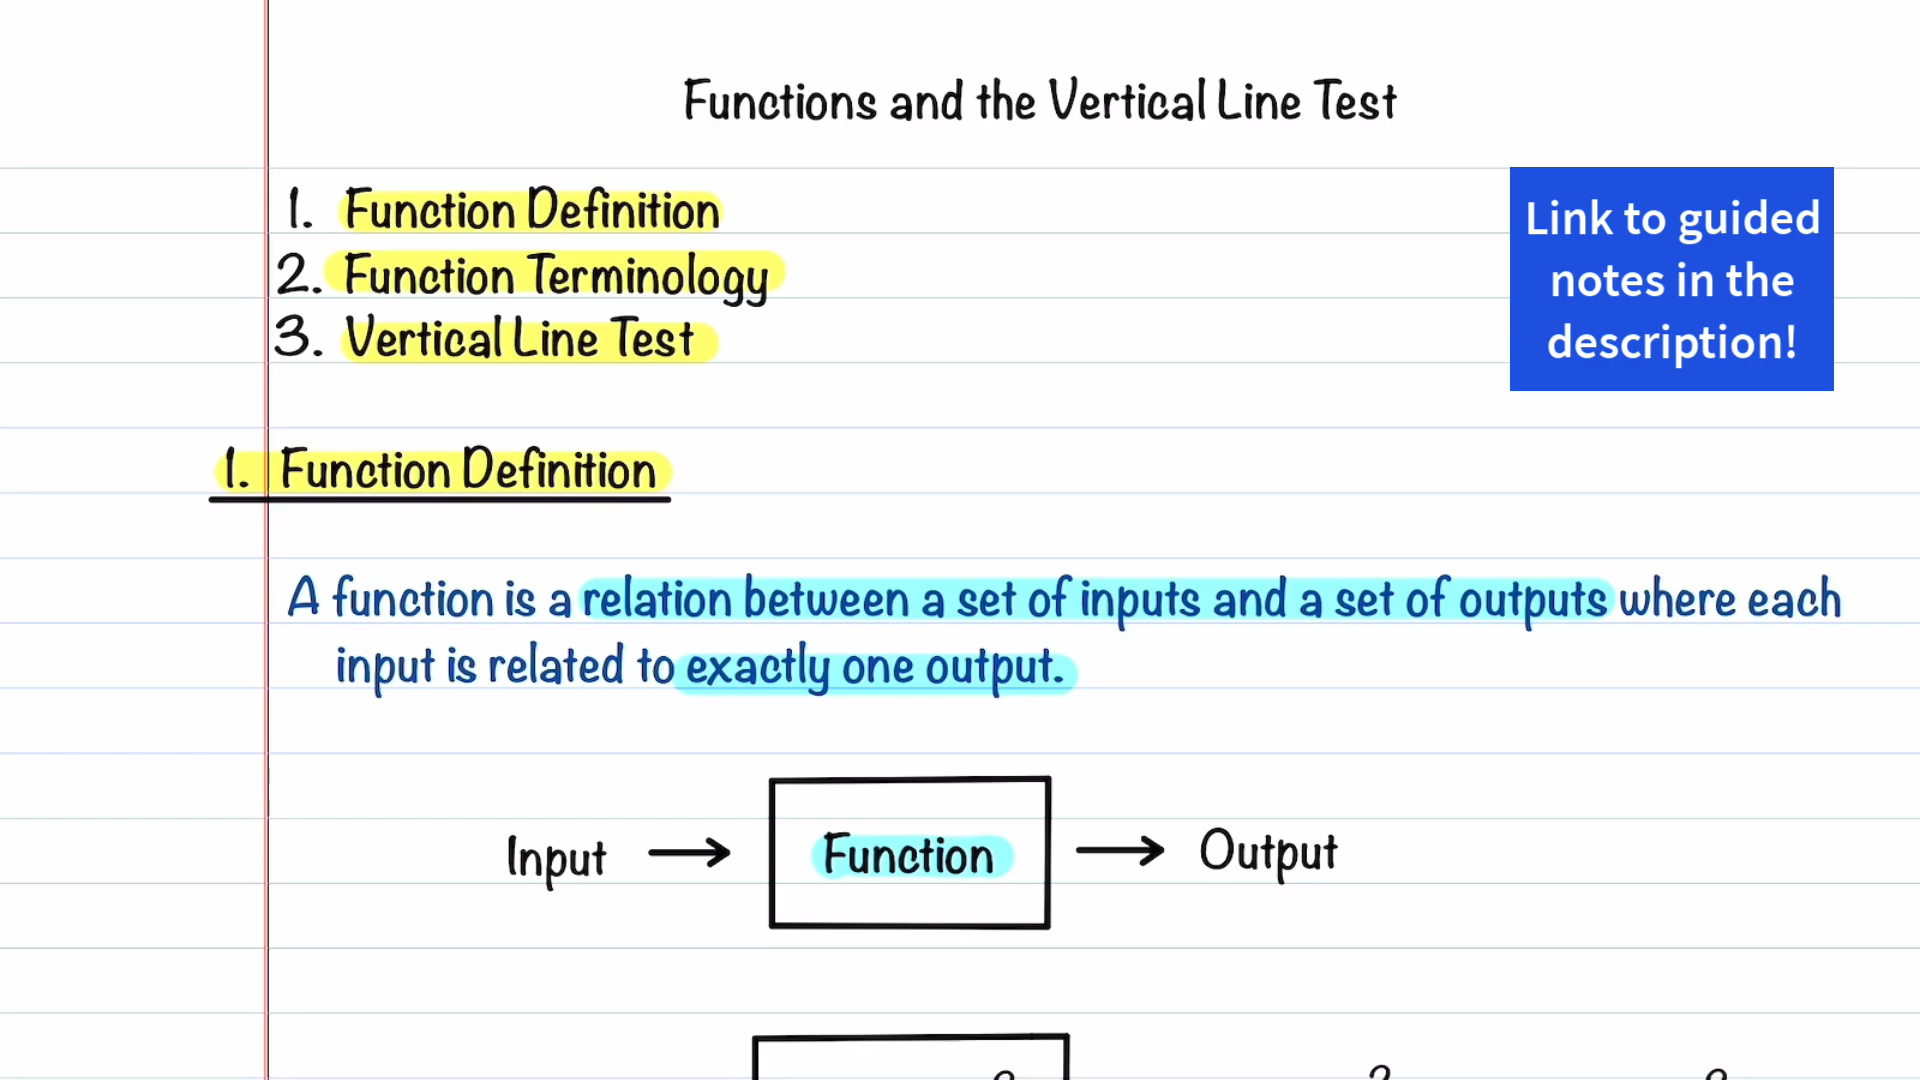 Functions and the Vertical Line Test
1. Function Definition
2. Function Terminology
3. Vertical Line Test
Link to guided
notes in the
description!
1. Function Definition
A function is a relation between a set of inputs and a set of outputs where each
input is related to exactly one output.
Input → Function → Output